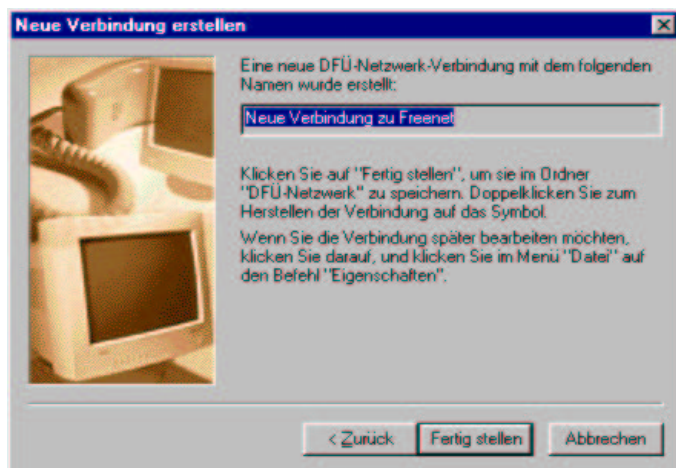 Neue Verbindung erstellen
Eine neue DFÜ-Netzwerk-Verbindung mit dem folgenden
Namen wurde erstellt:
Neue Verbindung zu Freenet
Klicken Sie auf "Fertig stellen", um sie im Ordner
"DFÜ-Netzwerk" zu speichern. Doppelklicken Sie zum
Herstellen der Verbindung auf das Symbol.
Wenn Sie die Verbindung später bearbeiten möchten,
klicken Sie darauf, und klicken Sie im Menü "Datei" auf
den Befehl "Eigenschaften".
< Zurück Fertig stellen Abbrechen